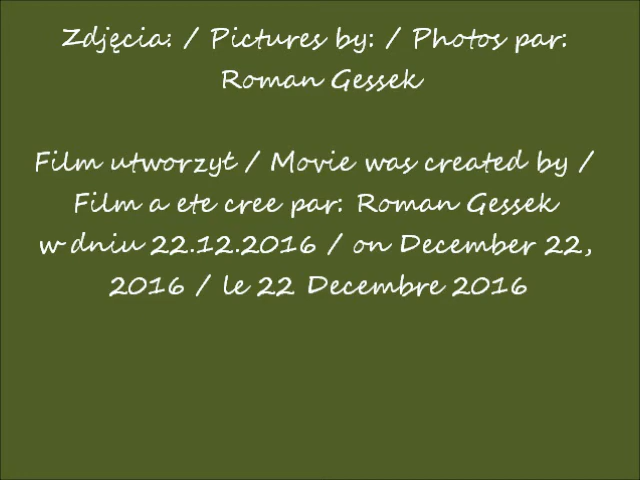 Zdjęcia: / Pictures by: / Photos par:
Roman Gessek
Film utworzył / Movie was created by /
Film a ete cree par: Roman Gessek
w dniu 22.12.2016 / on December 22,
2016 / le 22 Decembre 2016